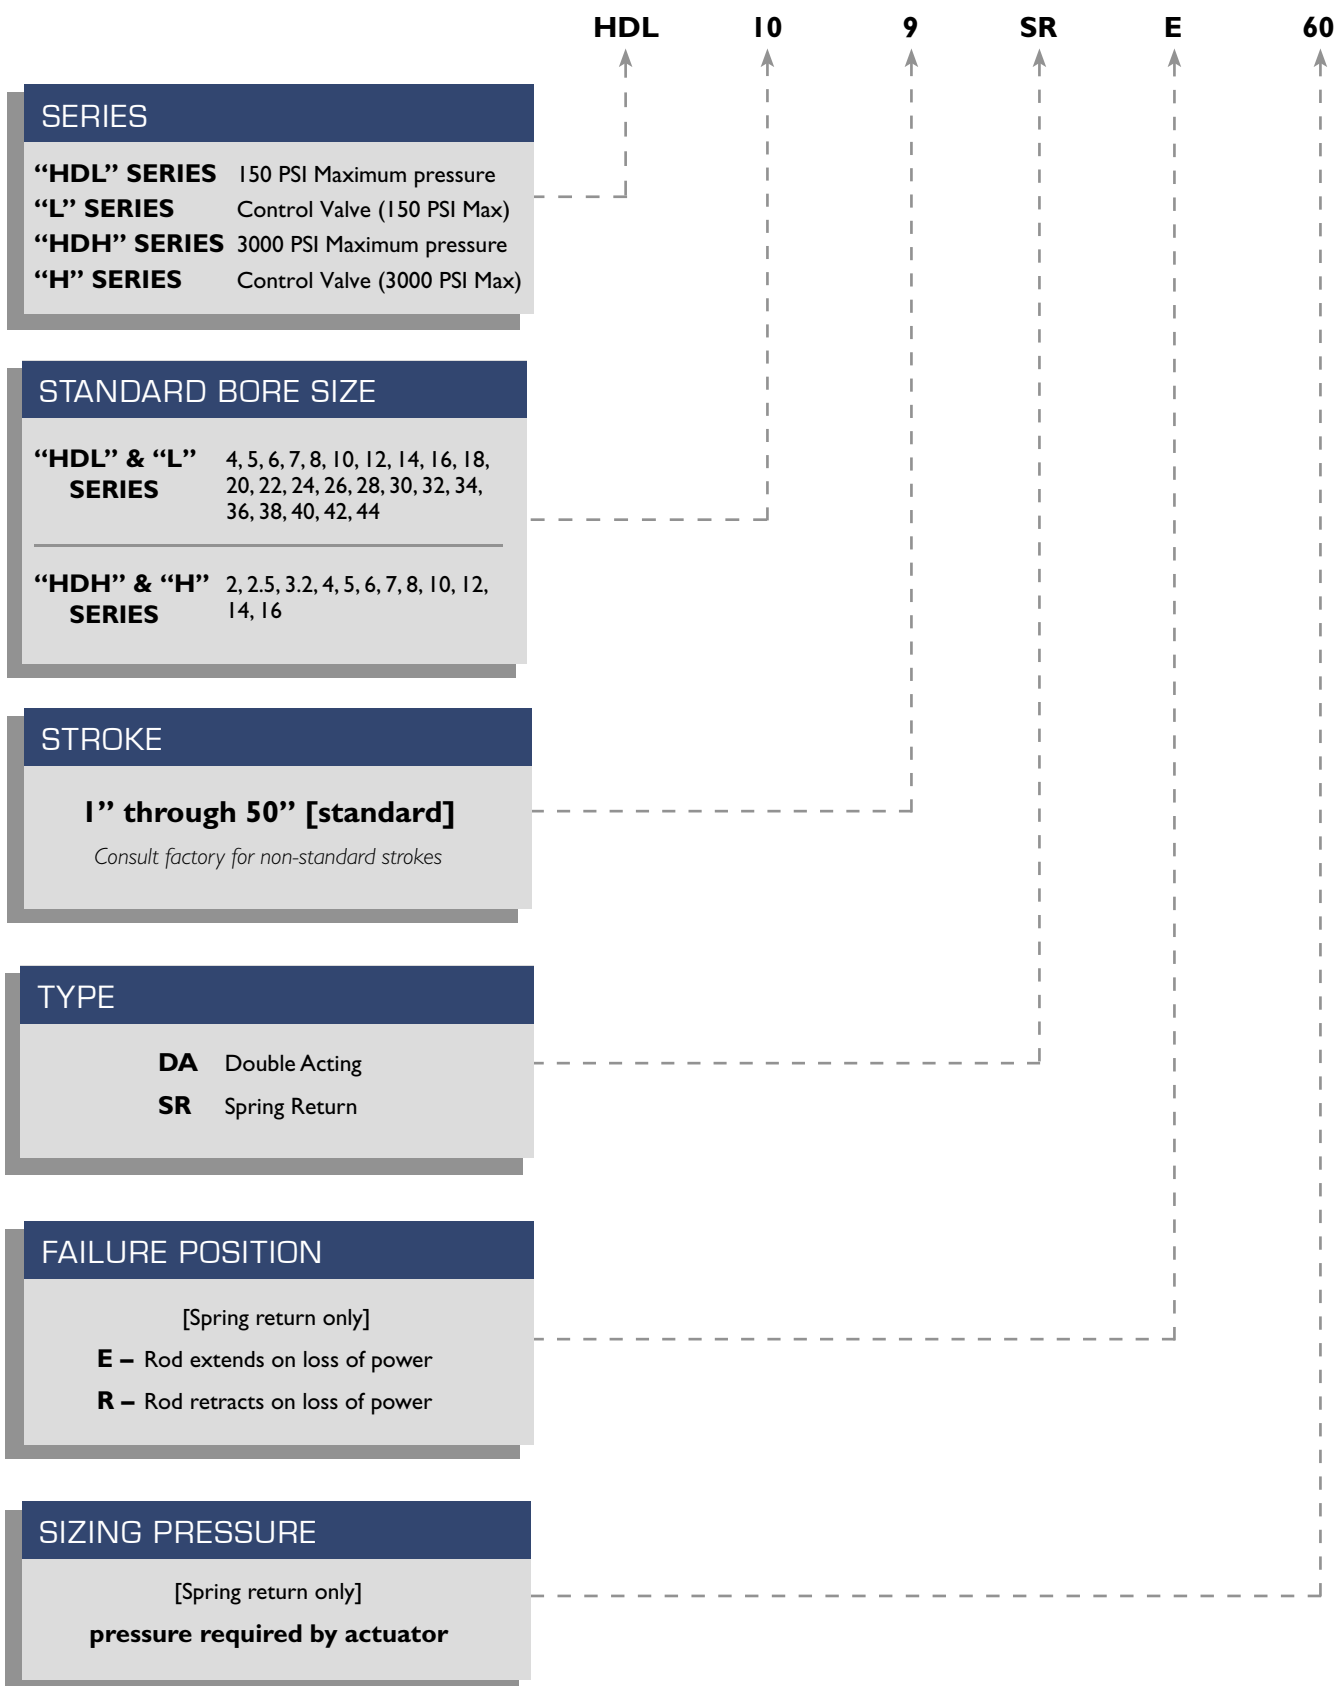 HDL 10 9 SR E 60
SERIES
“HDL” SERIES 150 PSI Maximum pressure
“L” SERIES Control Valve (150 PSI Max)
“HDH” SERIES 3000 PSI Maximum pressure
“H” SERIES Control Valve (3000 PSI Max)
STANDARD BORE SIZE
“HDL” & “L” 4, 5, 6, 7, 8, 10, 12, 14, 16, 18,
SERIES 20, 22, 24, 26, 28, 30, 32, 34,
36, 38, 40, 42, 44
“HDH” & “H” 2, 2.5, 3.2, 4, 5, 6, 7, 8, 10, 12,
SERIES 14, 16
STROKE
1” through 50” [standard]
Consult factory for non-standard strokes
TYPE
DA Double Acting
SR Spring Return
FAILURE POSITION
[Spring return only]
E – Rod extends on loss of power
R – Rod retracts on loss of power
SIZING PRESSURE
[Spring return only]
pressure required by actuator